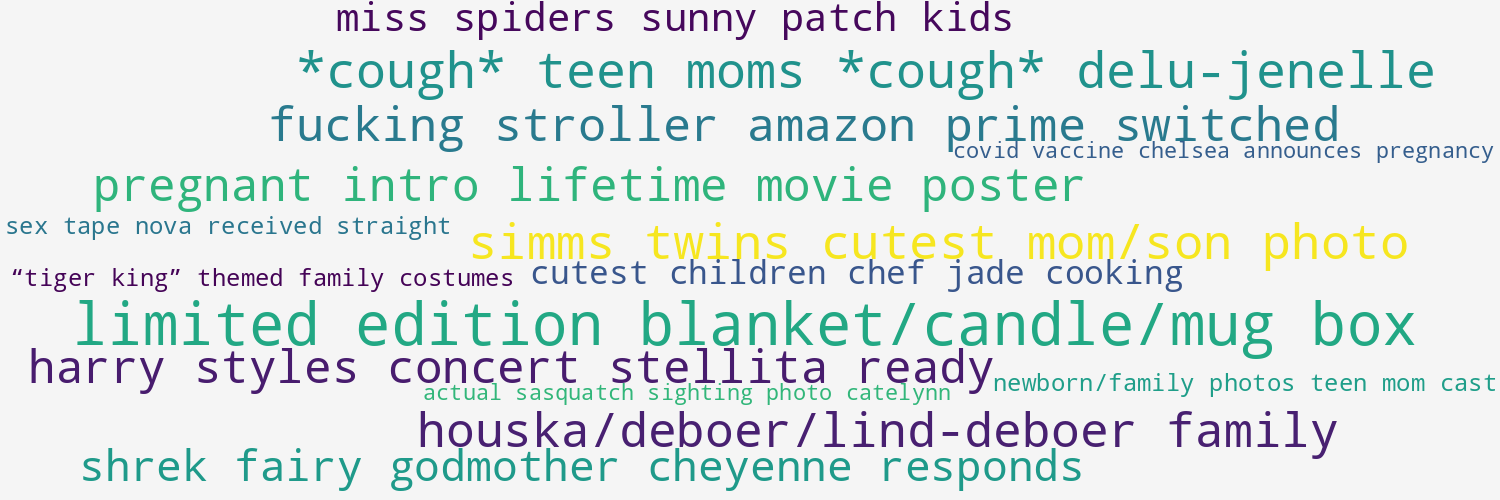 miss spiders sunny patch kids
*cough* teen moms *cough* delu-jenelle
fucking stroller amazon prime switched
covid vaccine chelsea announces pregnancy
pregnant intro lifetime movie poster
sex tape nova received straight
simms twins cutest mom/son photo
“tiger king” themed family costumes
cutest children chef jade cooking
limited edition blanket/candle/mug box
harry styles concert stellita ready
newborn/family photos teen mom cast
actual sasquatch sighting photo catelynn
houska/deboer/lind-deboer family
shrek fairy godmother cheyenne responds